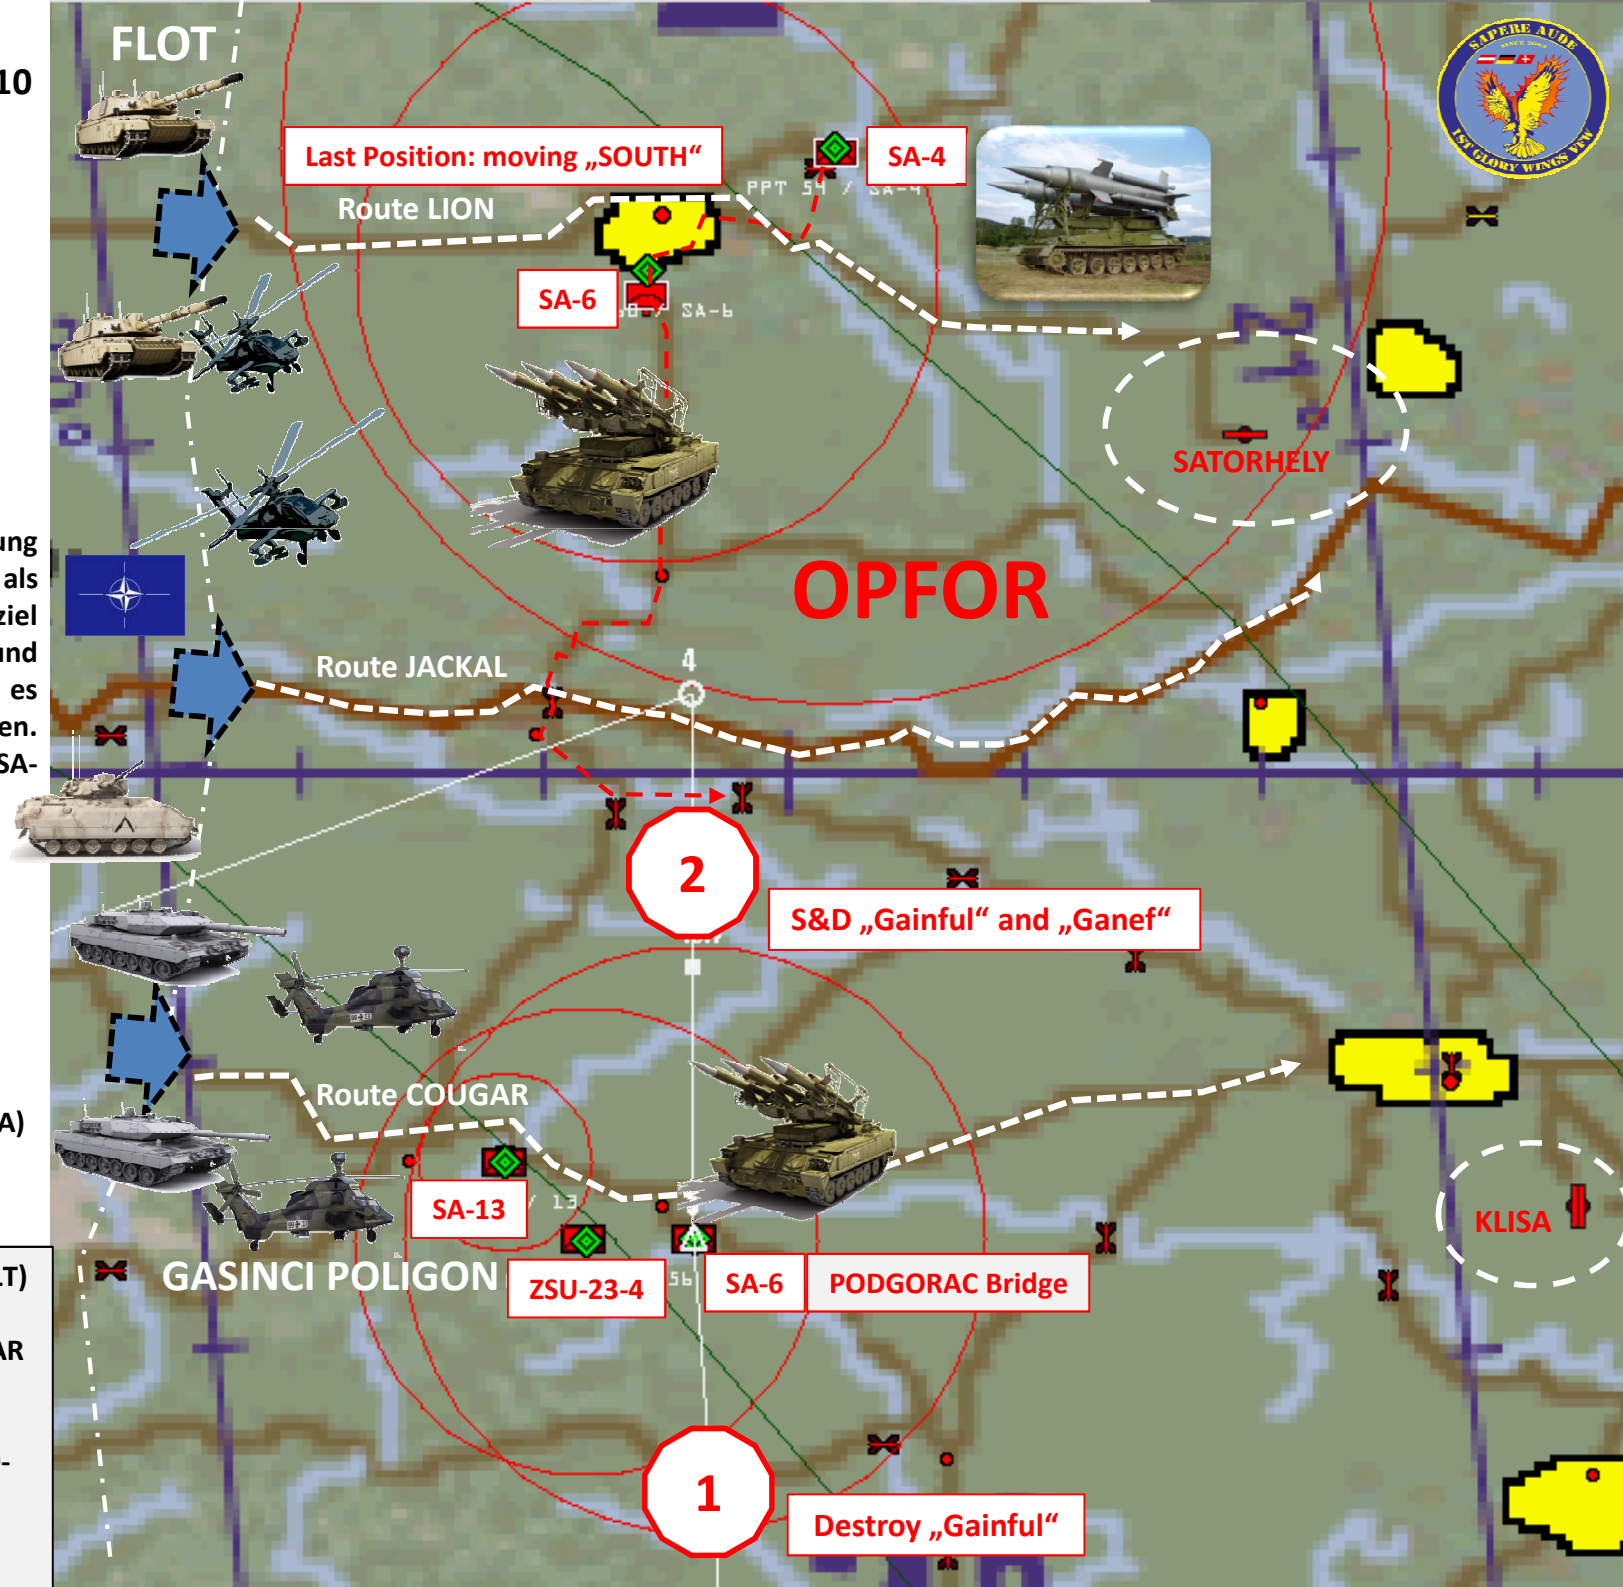 FLOT
10
SAPERE AUDE
1ST GLORY WINGS VFW
Last Position: moving „SOUTH“
SA-4
PPT 54 / SA-4
Route LION
SA-6
/ SA-6
SATORHELY
ung
als
ziel
und
es
en.
SA-
OPFOR
Route JACKAL
4
2
S&D „Gainful“ and „Ganef“
Route COUGAR
A)
SA-13
/ 13
KLISA
GASINCI POLIGON
ZSU-23-4
56
SA-6
PODGORAC Bridge
LT)
AR
-
1
Destroy „Gainful“